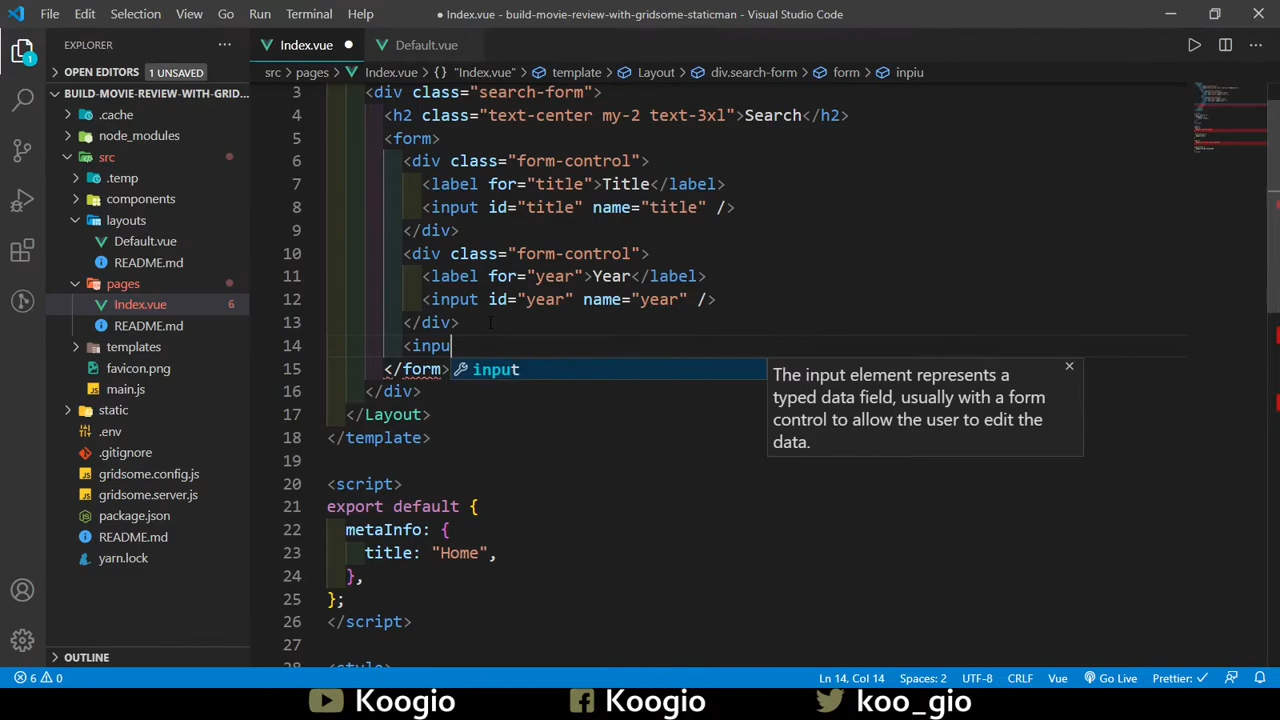 File Edit Selection View Go Run Terminal Help
● Index.vue - build-movie-review-with-gridsome-staticman - Visual Studio Code
EXPLORER
Index.vue
Default.vue
OPEN EDITORS 1 UNSAVED
src > pages > Index.vue > {} "Index.vue" > template > Layout > div.search-form > form > inpiu
BUILD-MOVIE-REVIEW-WITH-GRID...
.cache
node_modules
src
.temp
components
layouts
Default.vue
README.md
pages
Index.vue 6
README.md
templates
favicon.png
main.js
static
.env
.gitignore
gridsome.config.js
gridsome.server.js
package.json
README.md
yarn.lock
OUTLINE
1
3 <div class="search-form">
4 <h2 class="text-center my-2 text-3xl">Search</h2>
5 <form>
6 <div class="form-control">
7 <label for="title">Title</label>
8 <input id="title" name="title" />
9 </div>
10 <div class="form-control">
11 <label for="year">Year</label>
12 <input id="year" name="year" />
13 </div>
14 <inpu
15 </form>
16 </div>
17 </Layout>
18 </template>
19
20 <script>
21 export default {
22 metaInfo: {
23 title: "Home",
24 },
25 };
26 </script>
27
28 <style>
input
The input element represents a
typed data field, usually with a form
control to allow the user to edit the
data.
6 0
Ln 14, Col 14 Spaces: 2 UTF-8 CRLF Vue Go Live Prettier: ✓
Koogio Koogio koo_gio